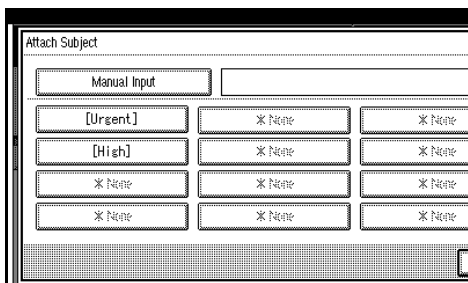 Attach Subject
Manual Input
[Urgent] * None * None
[High] * None * None
* None * None * None
* None * None * None